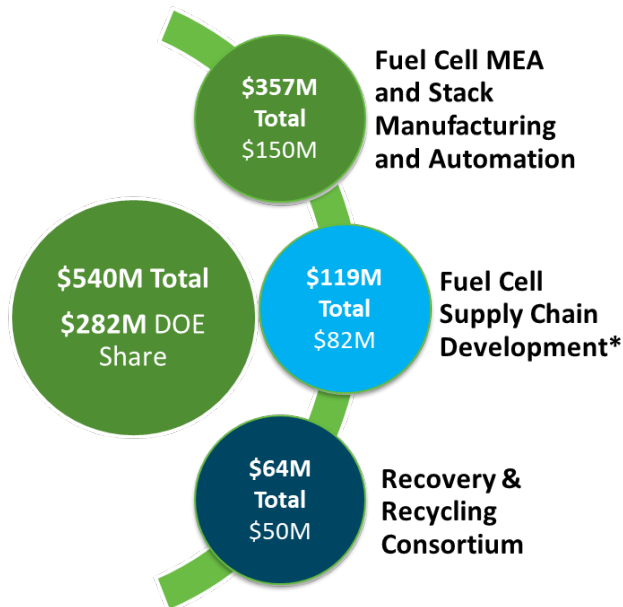 $357M
Total
$150M
Fuel Cell MEA
and Stack
Manufacturing
and Automation
$540M Total
$282M DOE
Share
$119M
Total
$82M
Fuel Cell
Supply Chain
Development*
$64M
Total
$50M
Recovery &
Recycling
Consortium